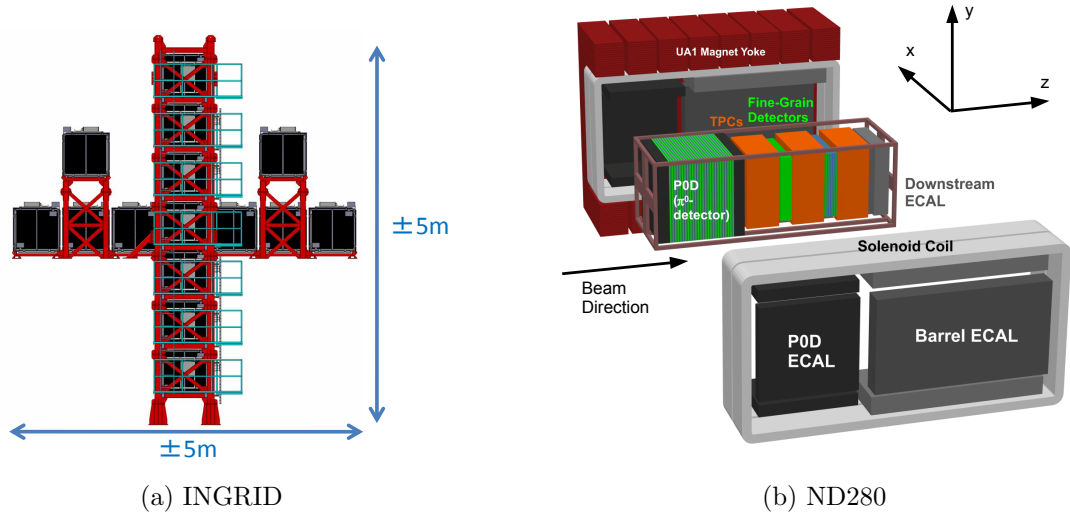 ±5m
±5m
(a) INGRID
UA1 Magnet Yoke
Fine-Grain
Detectors
TPCs
P0D
(π⁰-
detector)
Downstream
ECAL
Solenoid Coil
Beam
Direction
P0D
ECAL
Barrel ECAL
x
y
z
(b) ND280